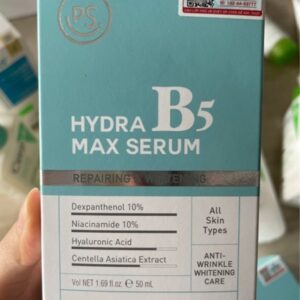 PS
HYDRA B5
MAX SERUM
REPAIRING & WHITENING
Dexpanthenol 10%
Niacinamide 10%
Hyaluronic Acid
Centella Asiatica Extract
All
Skin
Types
ANTI-
WRINKLE
WHITENING
CARE
Vol NET 1.69 fl.oz ℮ 50 mL